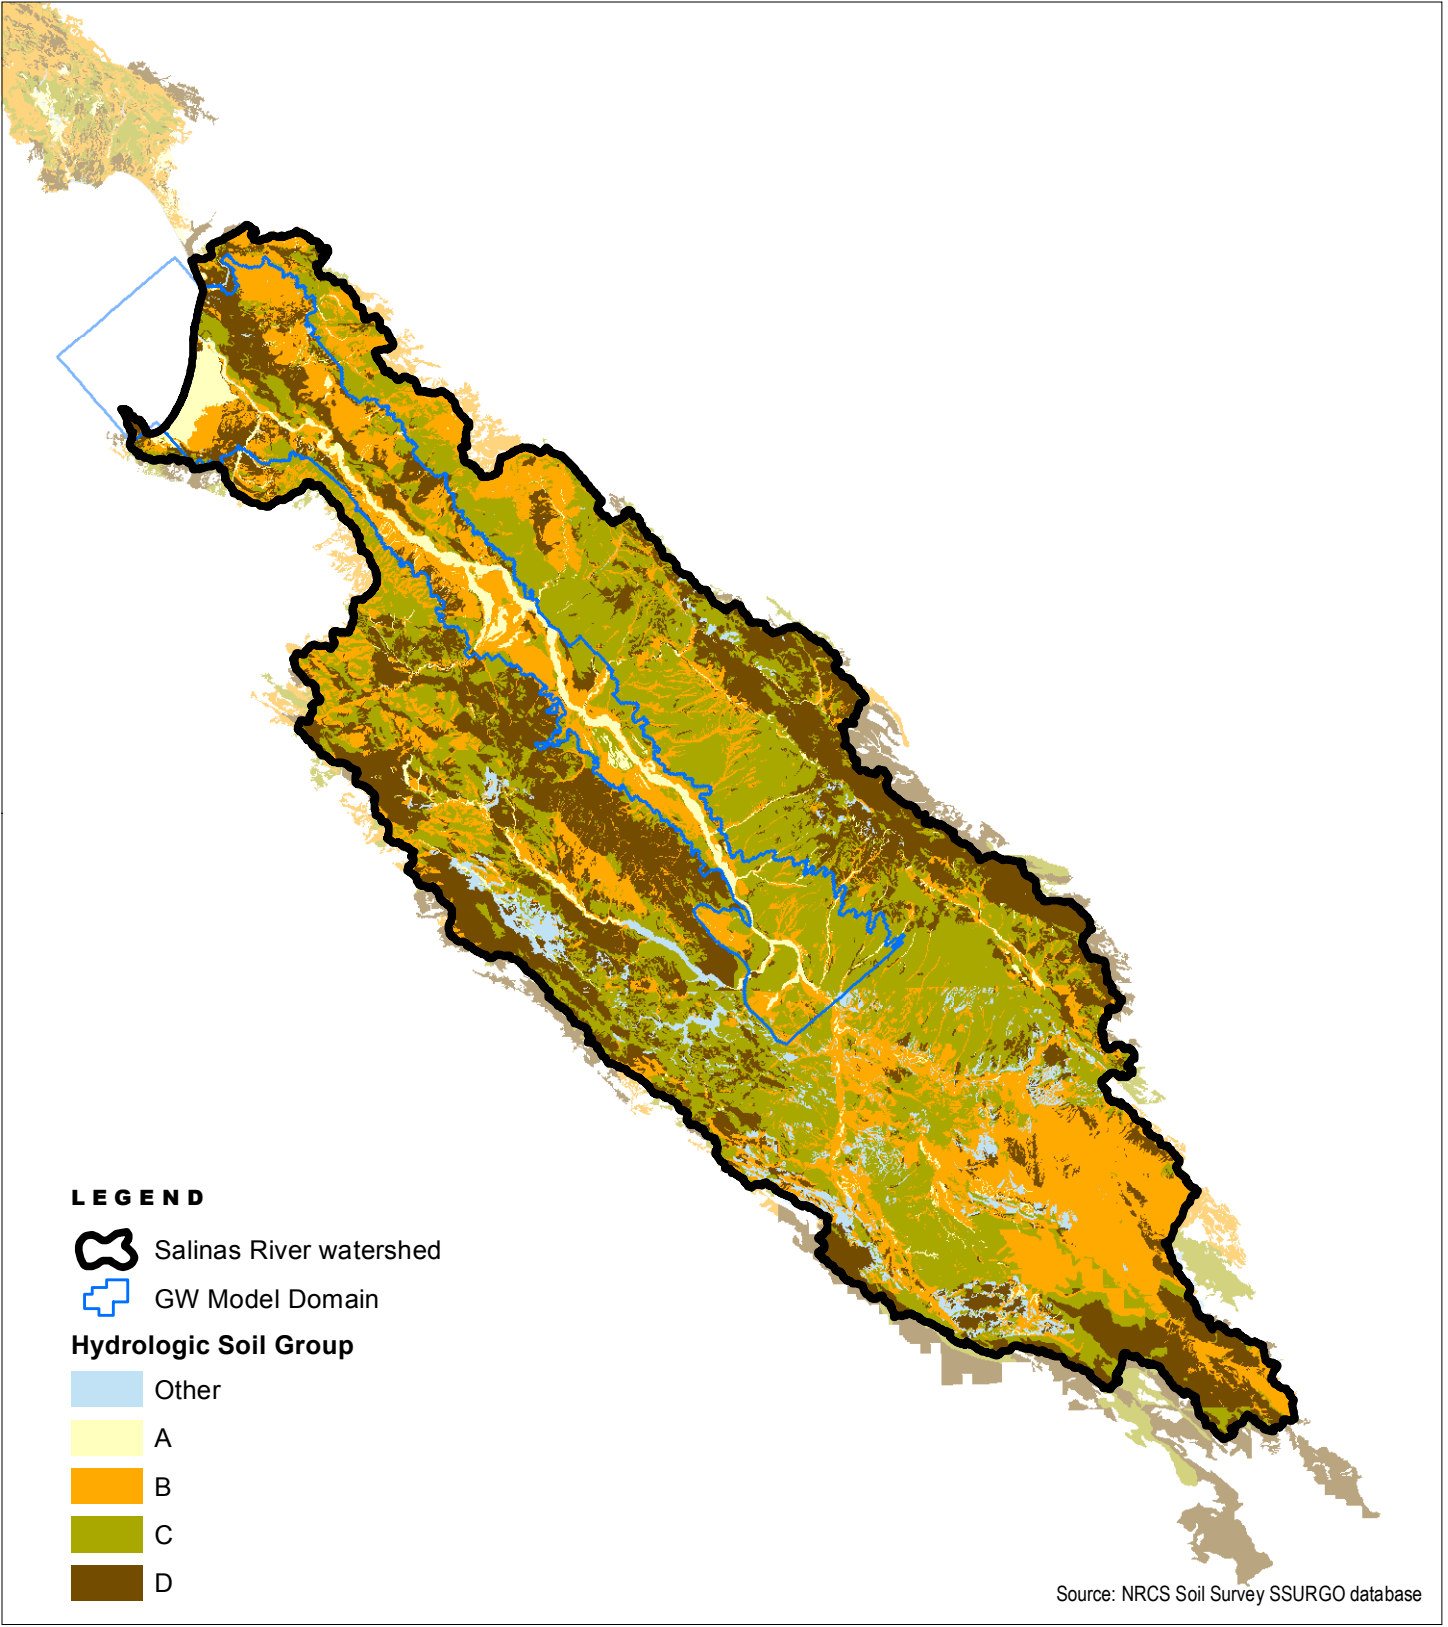 LEGEND
Salinas River watershed
GW Model Domain
Hydrologic Soil Group
Other
A
B
C
D
Source: NRCS Soil Survey SSURGO database